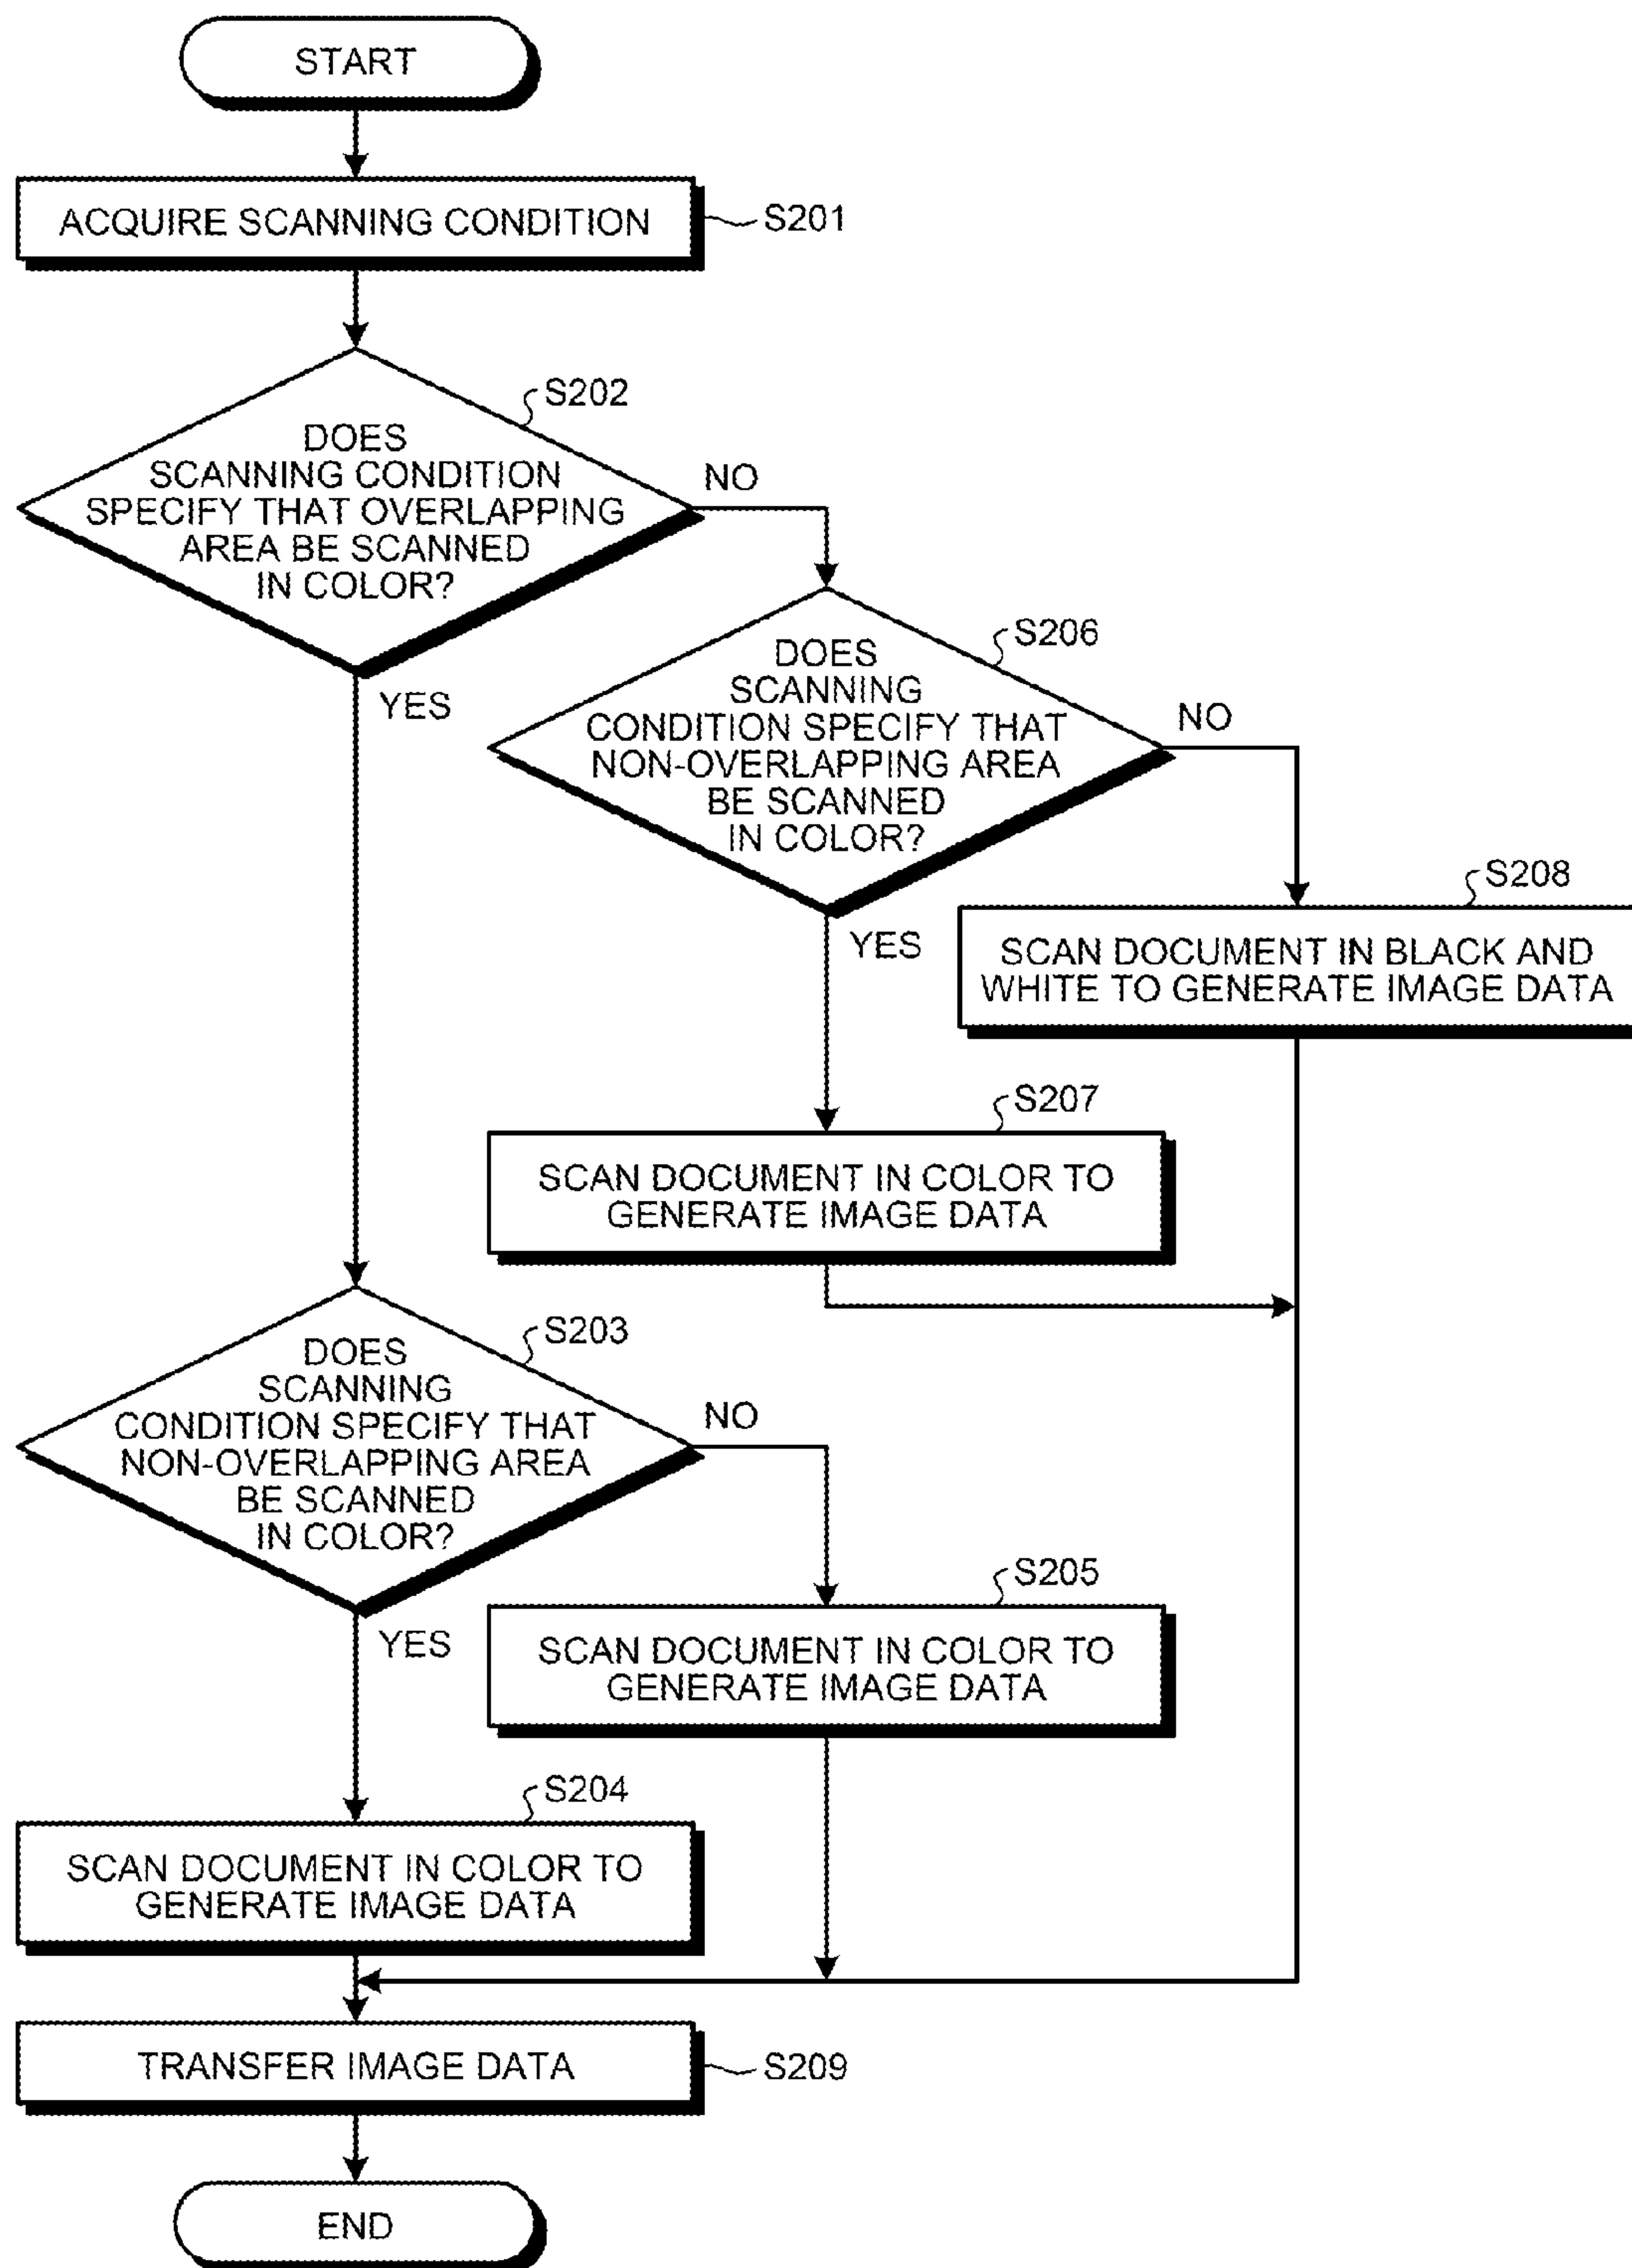 START
ACQUIRE SCANNING CONDITION
S201
S202
DOES
SCANNING CONDITION
SPECIFY THAT OVERLAPPING
AREA BE SCANNED
IN COLOR?
NO
YES
S206
DOES
SCANNING
CONDITION SPECIFY THAT
NON-OVERLAPPING AREA
BE SCANNED
IN COLOR?
NO
YES
S208
SCAN DOCUMENT IN BLACK AND
WHITE TO GENERATE IMAGE DATA
S207
SCAN DOCUMENT IN COLOR TO
GENERATE IMAGE DATA
S203
DOES
SCANNING
CONDITION SPECIFY THAT
NON-OVERLAPPING AREA
BE SCANNED
IN COLOR?
NO
YES
S205
SCAN DOCUMENT IN COLOR TO
GENERATE IMAGE DATA
S204
SCAN DOCUMENT IN COLOR TO
GENERATE IMAGE DATA
TRANSFER IMAGE DATA
S209
END